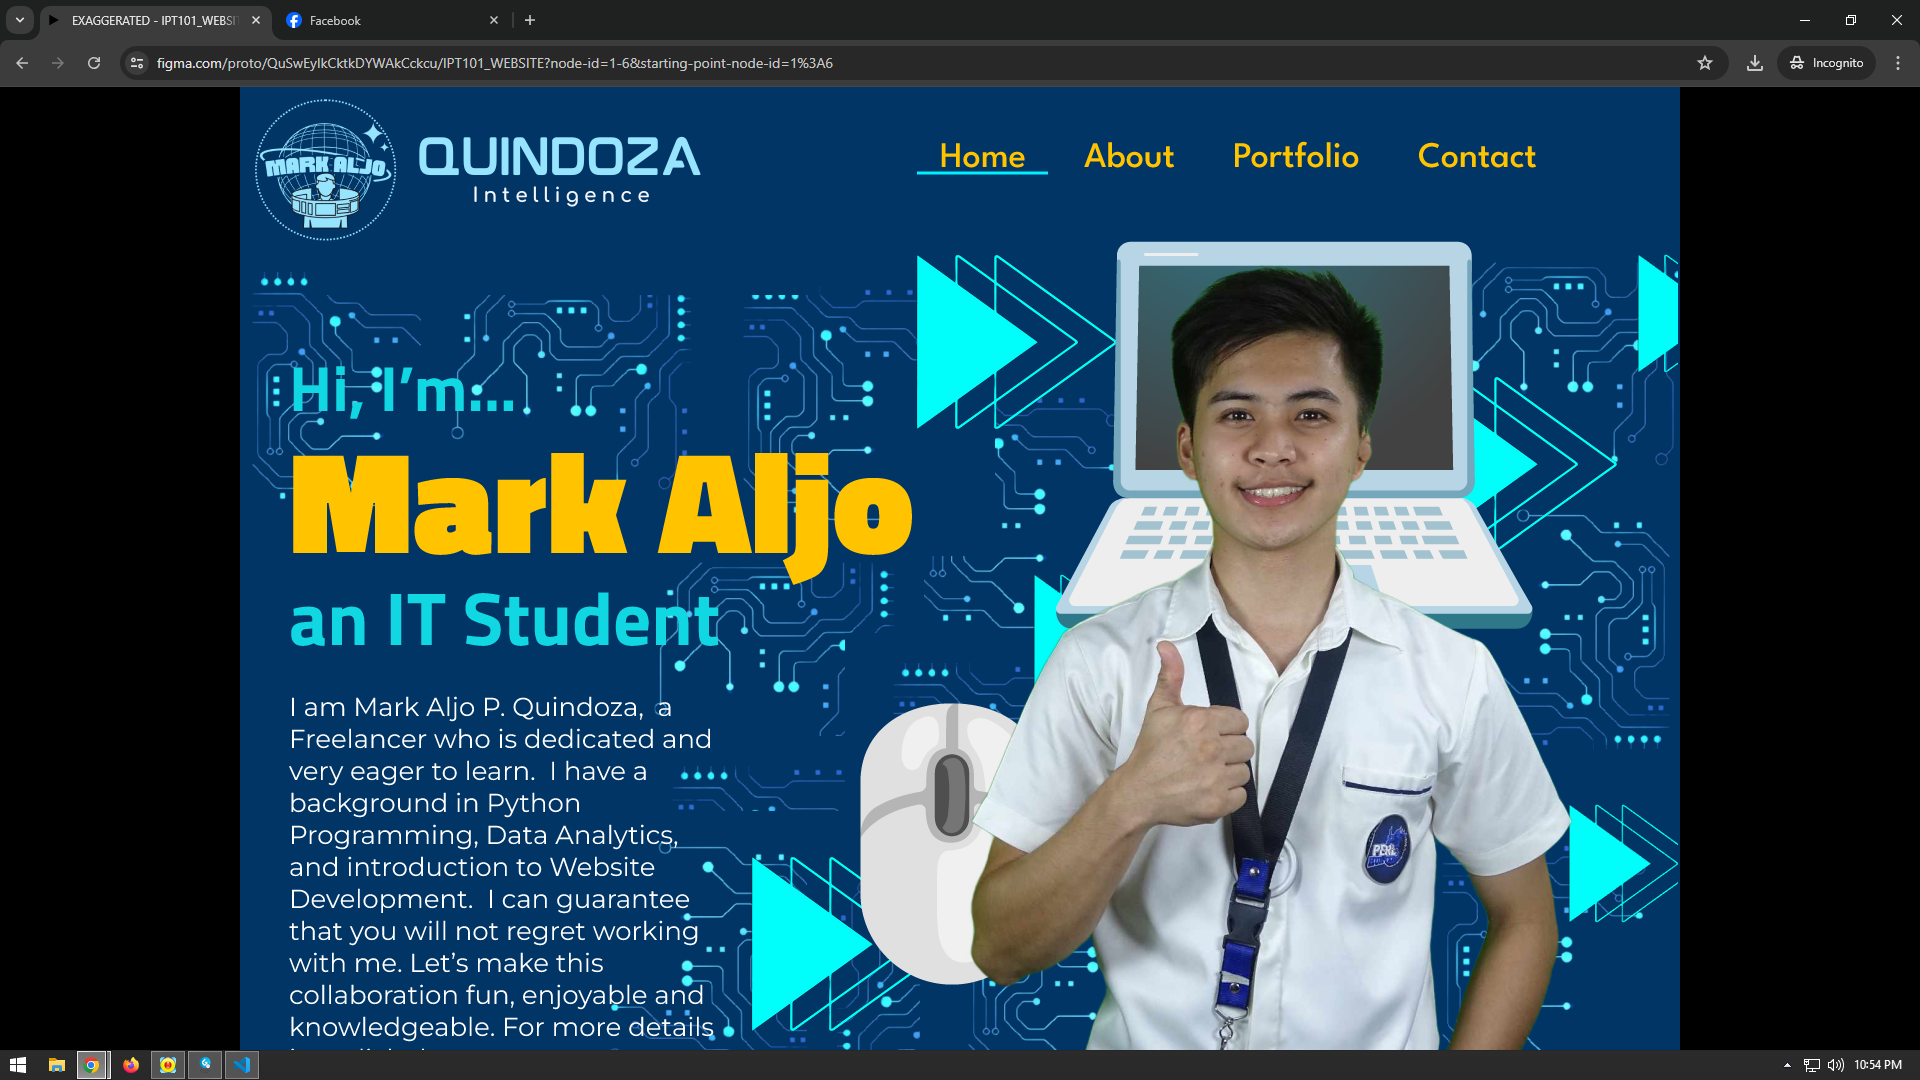 EXAGGERATED - IPT101_WEBSI
Facebook
figma.com/proto/QuSwEylkCktkDYWAkCckcu/IPT101_WEBSITE?node-id=1-6&starting-point-node-id=1%3A6
Incognito
MARK ALJO
QUINDOZA
Intelligence
Home
About
Portfolio
Contact
Hi, I’m...
Mark Aljo
an IT Student
I am Mark Aljo P. Quindoza,  a
Freelancer who is dedicated and
very eager to learn.  I have a
background in Python
Programming, Data Analytics,
and introduction to Website
Development.  I can guarantee
that you will not regret working
with me. Let’s make this
collaboration fun, enjoyable and
knowledgeable. For more details
10:54 PM